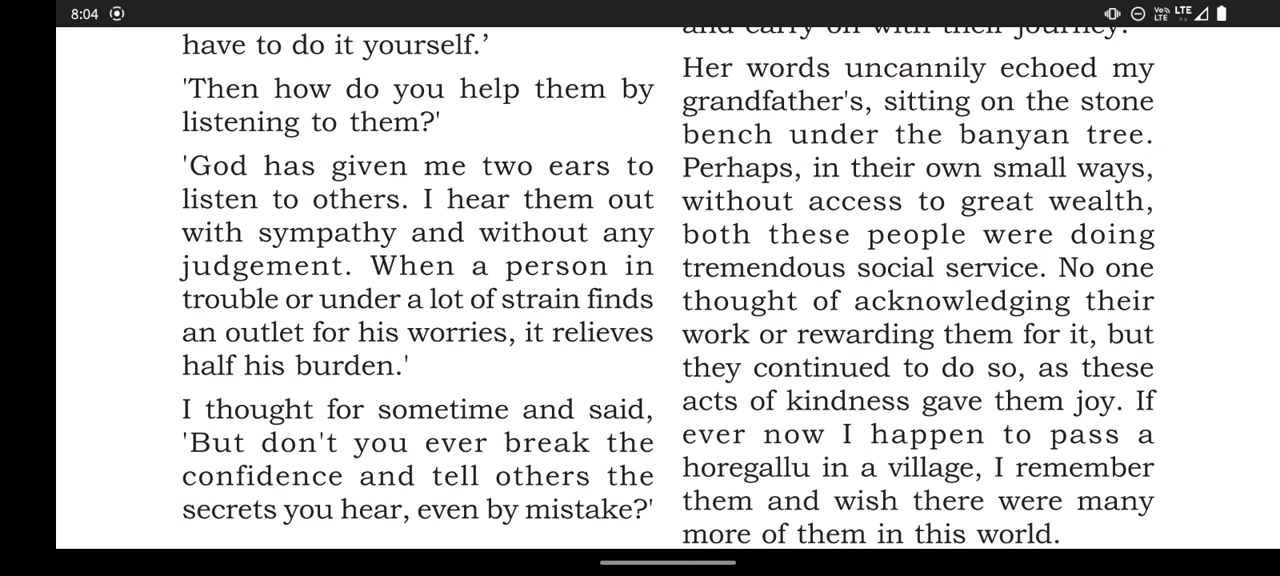 8:04
VoLTE LTE
have to do it yourself.’
'Then how do you help them by
listening to them?'
'God has given me two ears to
listen to others. I hear them out
with sympathy and without any
judgement. When a person in
trouble or under a lot of strain finds
an outlet for his worries, it relieves
half his burden.'
I thought for sometime and said,
'But don't you ever break the
confidence and tell others the
secrets you hear, even by mistake?'
and carry on with their journey.
Her words uncannily echoed my
grandfather's, sitting on the stone
bench under the banyan tree.
Perhaps, in their own small ways,
without access to great wealth,
both these people were doing
tremendous social service. No one
thought of acknowledging their
work or rewarding them for it, but
they continued to do so, as these
acts of kindness gave them joy. If
ever now I happen to pass a
horegallu in a village, I remember
them and wish there were many
more of them in this world.